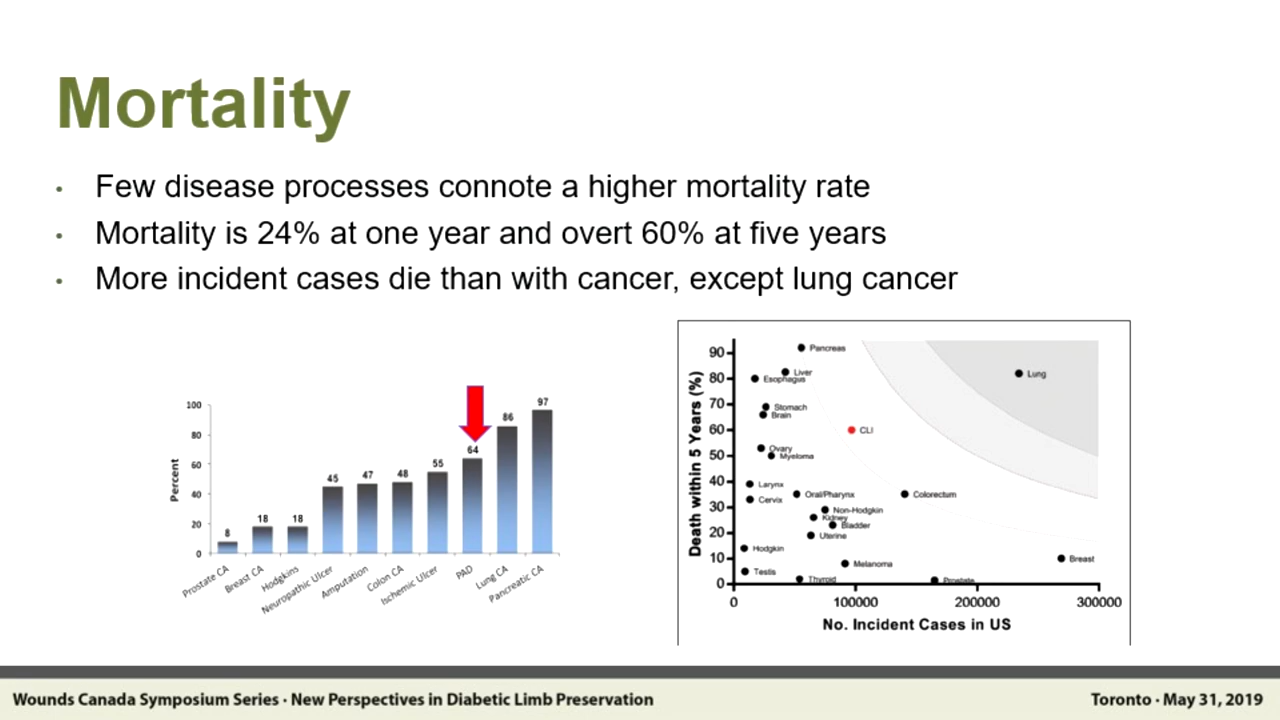 Mortality
• Few disease processes connote a higher mortality rate
• Mortality is 24% at one year and overt 60% at five years
• More incident cases die than with cancer, except lung cancer
Percent
100
80
60
40
20
0
8
18
18
45
47
48
55
64
86
97
Prostate CA
Breast CA
Hodgkins
Neuropathic Ulcer
Amputation
Colon CA
Ischemic Ulcer
PAD
Lung CA
Pancreatic CA
Death within 5 Years (%)
90
80
70
60
50
40
30
20
10
0
Pancreas
Liver
Lung
Esophagus
Stomach
Brain
CLI
Ovary
Myeloma
Larynx
Oral/Pharynx
Colorectum
Cervix
Non-Hodgkin
Kidney
Bladder
Uterine
Hodgkin
Breast
Melanoma
Testis
Thyroid
Prostate
0
100000
200000
300000
No. Incident Cases in US
Wounds Canada Symposium Series · New Perspectives in Diabetic Limb Preservation
Toronto · May 31, 2019